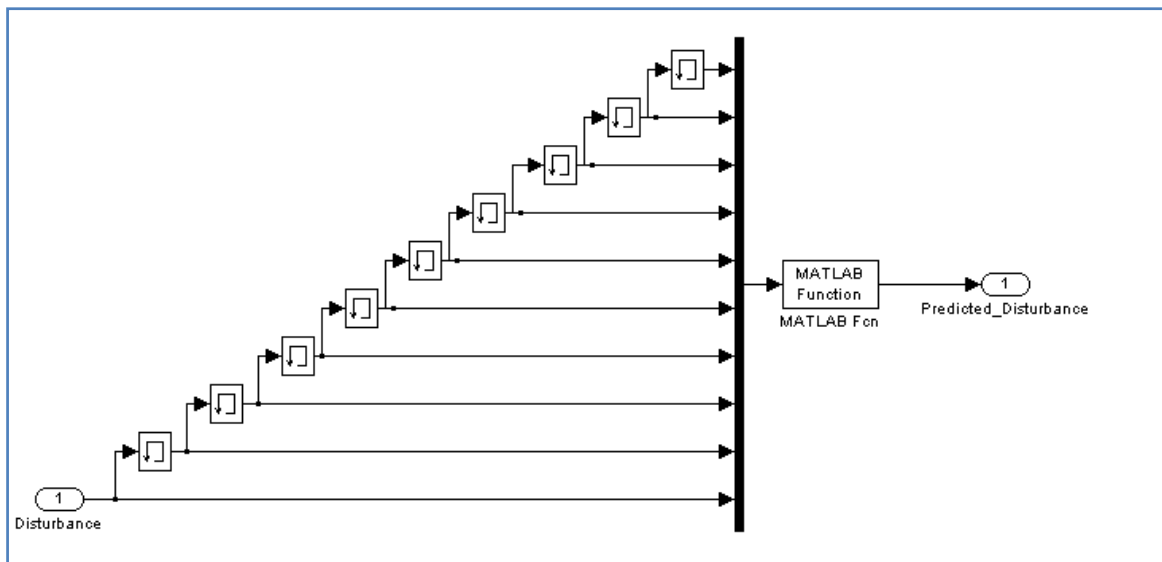 MATLAB
Function
MATLAB Fcn
1
Predicted_Disturbance
1
Disturbance